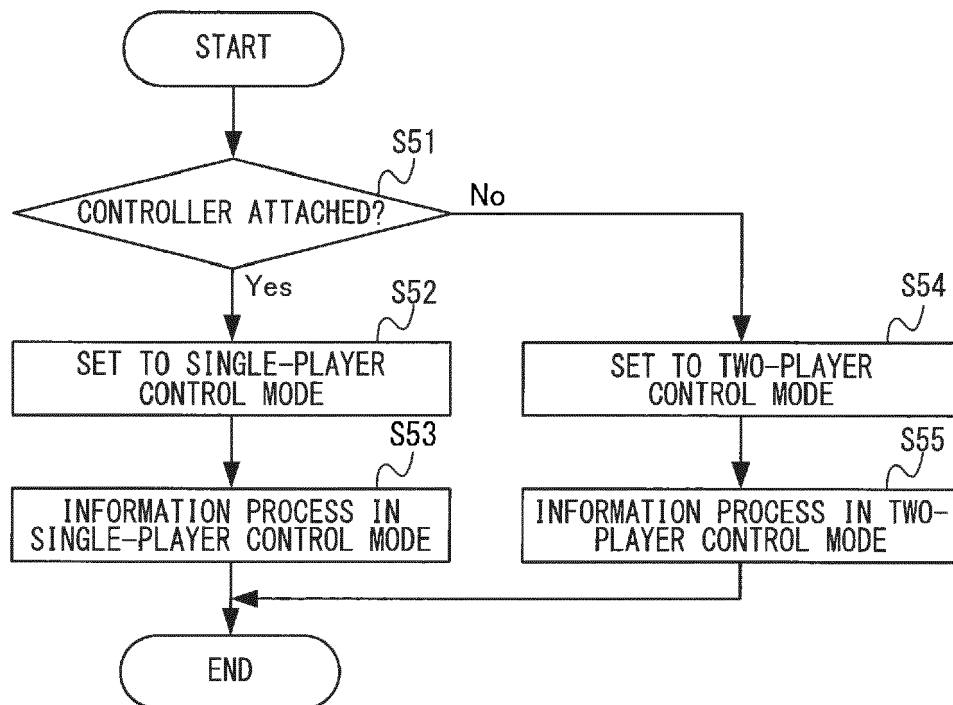 START
S51
CONTROLLER ATTACHED?
No
Yes
S52
SET TO SINGLE-PLAYER
CONTROL MODE
S54
SET TO TWO-PLAYER
CONTROL MODE
S53
INFORMATION PROCESS IN
SINGLE-PLAYER CONTROL MODE
S55
INFORMATION PROCESS IN TWO-
PLAYER CONTROL MODE
END